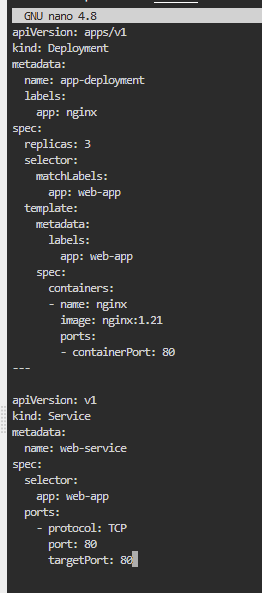 GNU nano 4.8
apiVersion: apps/v1
kind: Deployment
metadata:
  name: app-deployment
  labels:
    app: nginx
spec:
  replicas: 3
  selector:
    matchLabels:
      app: web-app
  template:
    metadata:
      labels:
        app: web-app
    spec:
      containers:
      - name: nginx
        image: nginx:1.21
        ports:
        - containerPort: 80
---
apiVersion: v1
kind: Service
metadata:
  name: web-service
spec:
  selector:
    app: web-app
  ports:
    - protocol: TCP
      port: 80
      targetPort: 80